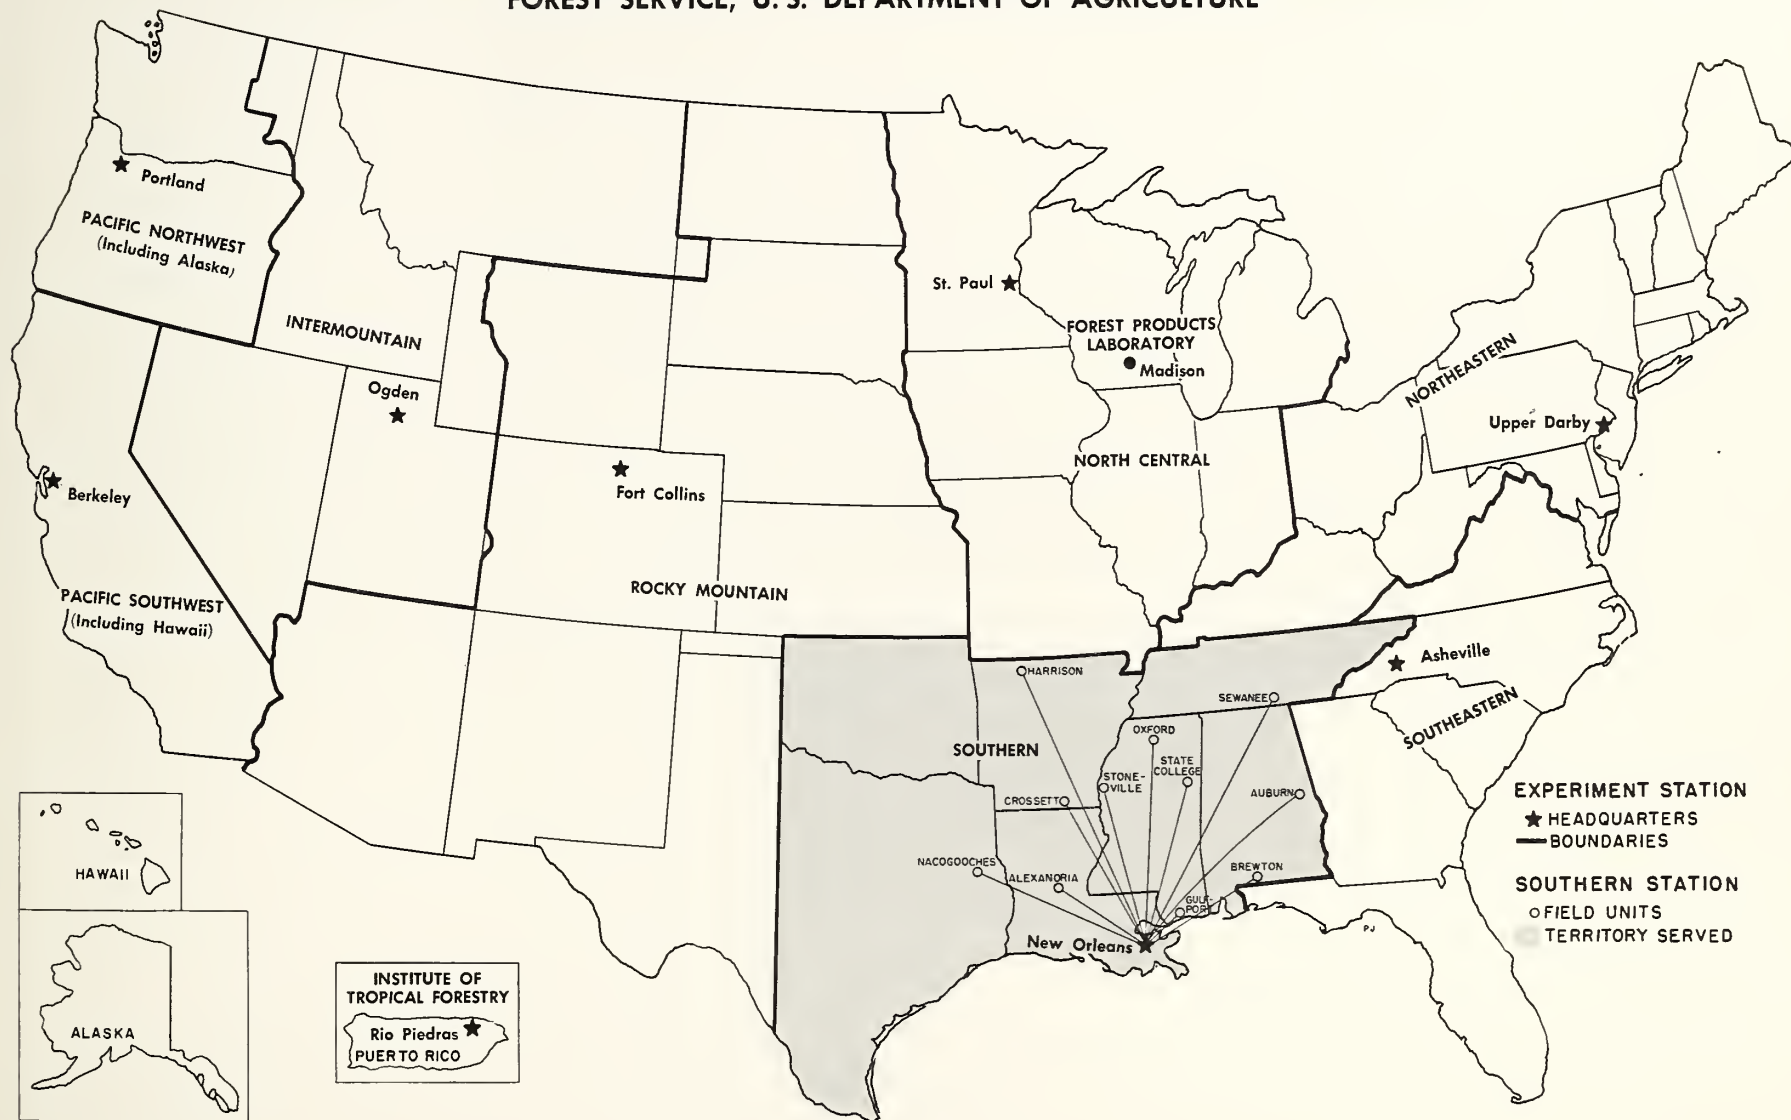 FOREST SERVICE, U.S. DEPARTMENT OF AGRICULTURE
Portland
PACIFIC NORTHWEST
(Including Alaska)
INTERMOUNTAIN
Ogden
Berkeley
PACIFIC SOUTHWEST
(Including Hawaii)
Fort Collins
ROCKY MOUNTAIN
St. Paul
FOREST PRODUCTS
LABORATORY
Madison
NORTH CENTRAL
NORTHEASTERN
Upper Darby
Asheville
SOUTHEASTERN
HARRISON
SEWANEE
OXFORD
SOUTHERN
STATE
COLLEGE
STONE-
VILLE
CROSSETT
AUBURN
NACOGOOCHES
ALEXANORIA
BREWTON
GULF-
PORT
New Orleans
PJ
EXPERIMENT STATION
HEADQUARTERS
BOUNDARIES
SOUTHERN STATION
FIELD UNITS
TERRITORY SERVED
HAWAII
ALASKA
INSTITUTE OF
TROPICAL FORESTRY
Rio Piedras
PUERTO RICO